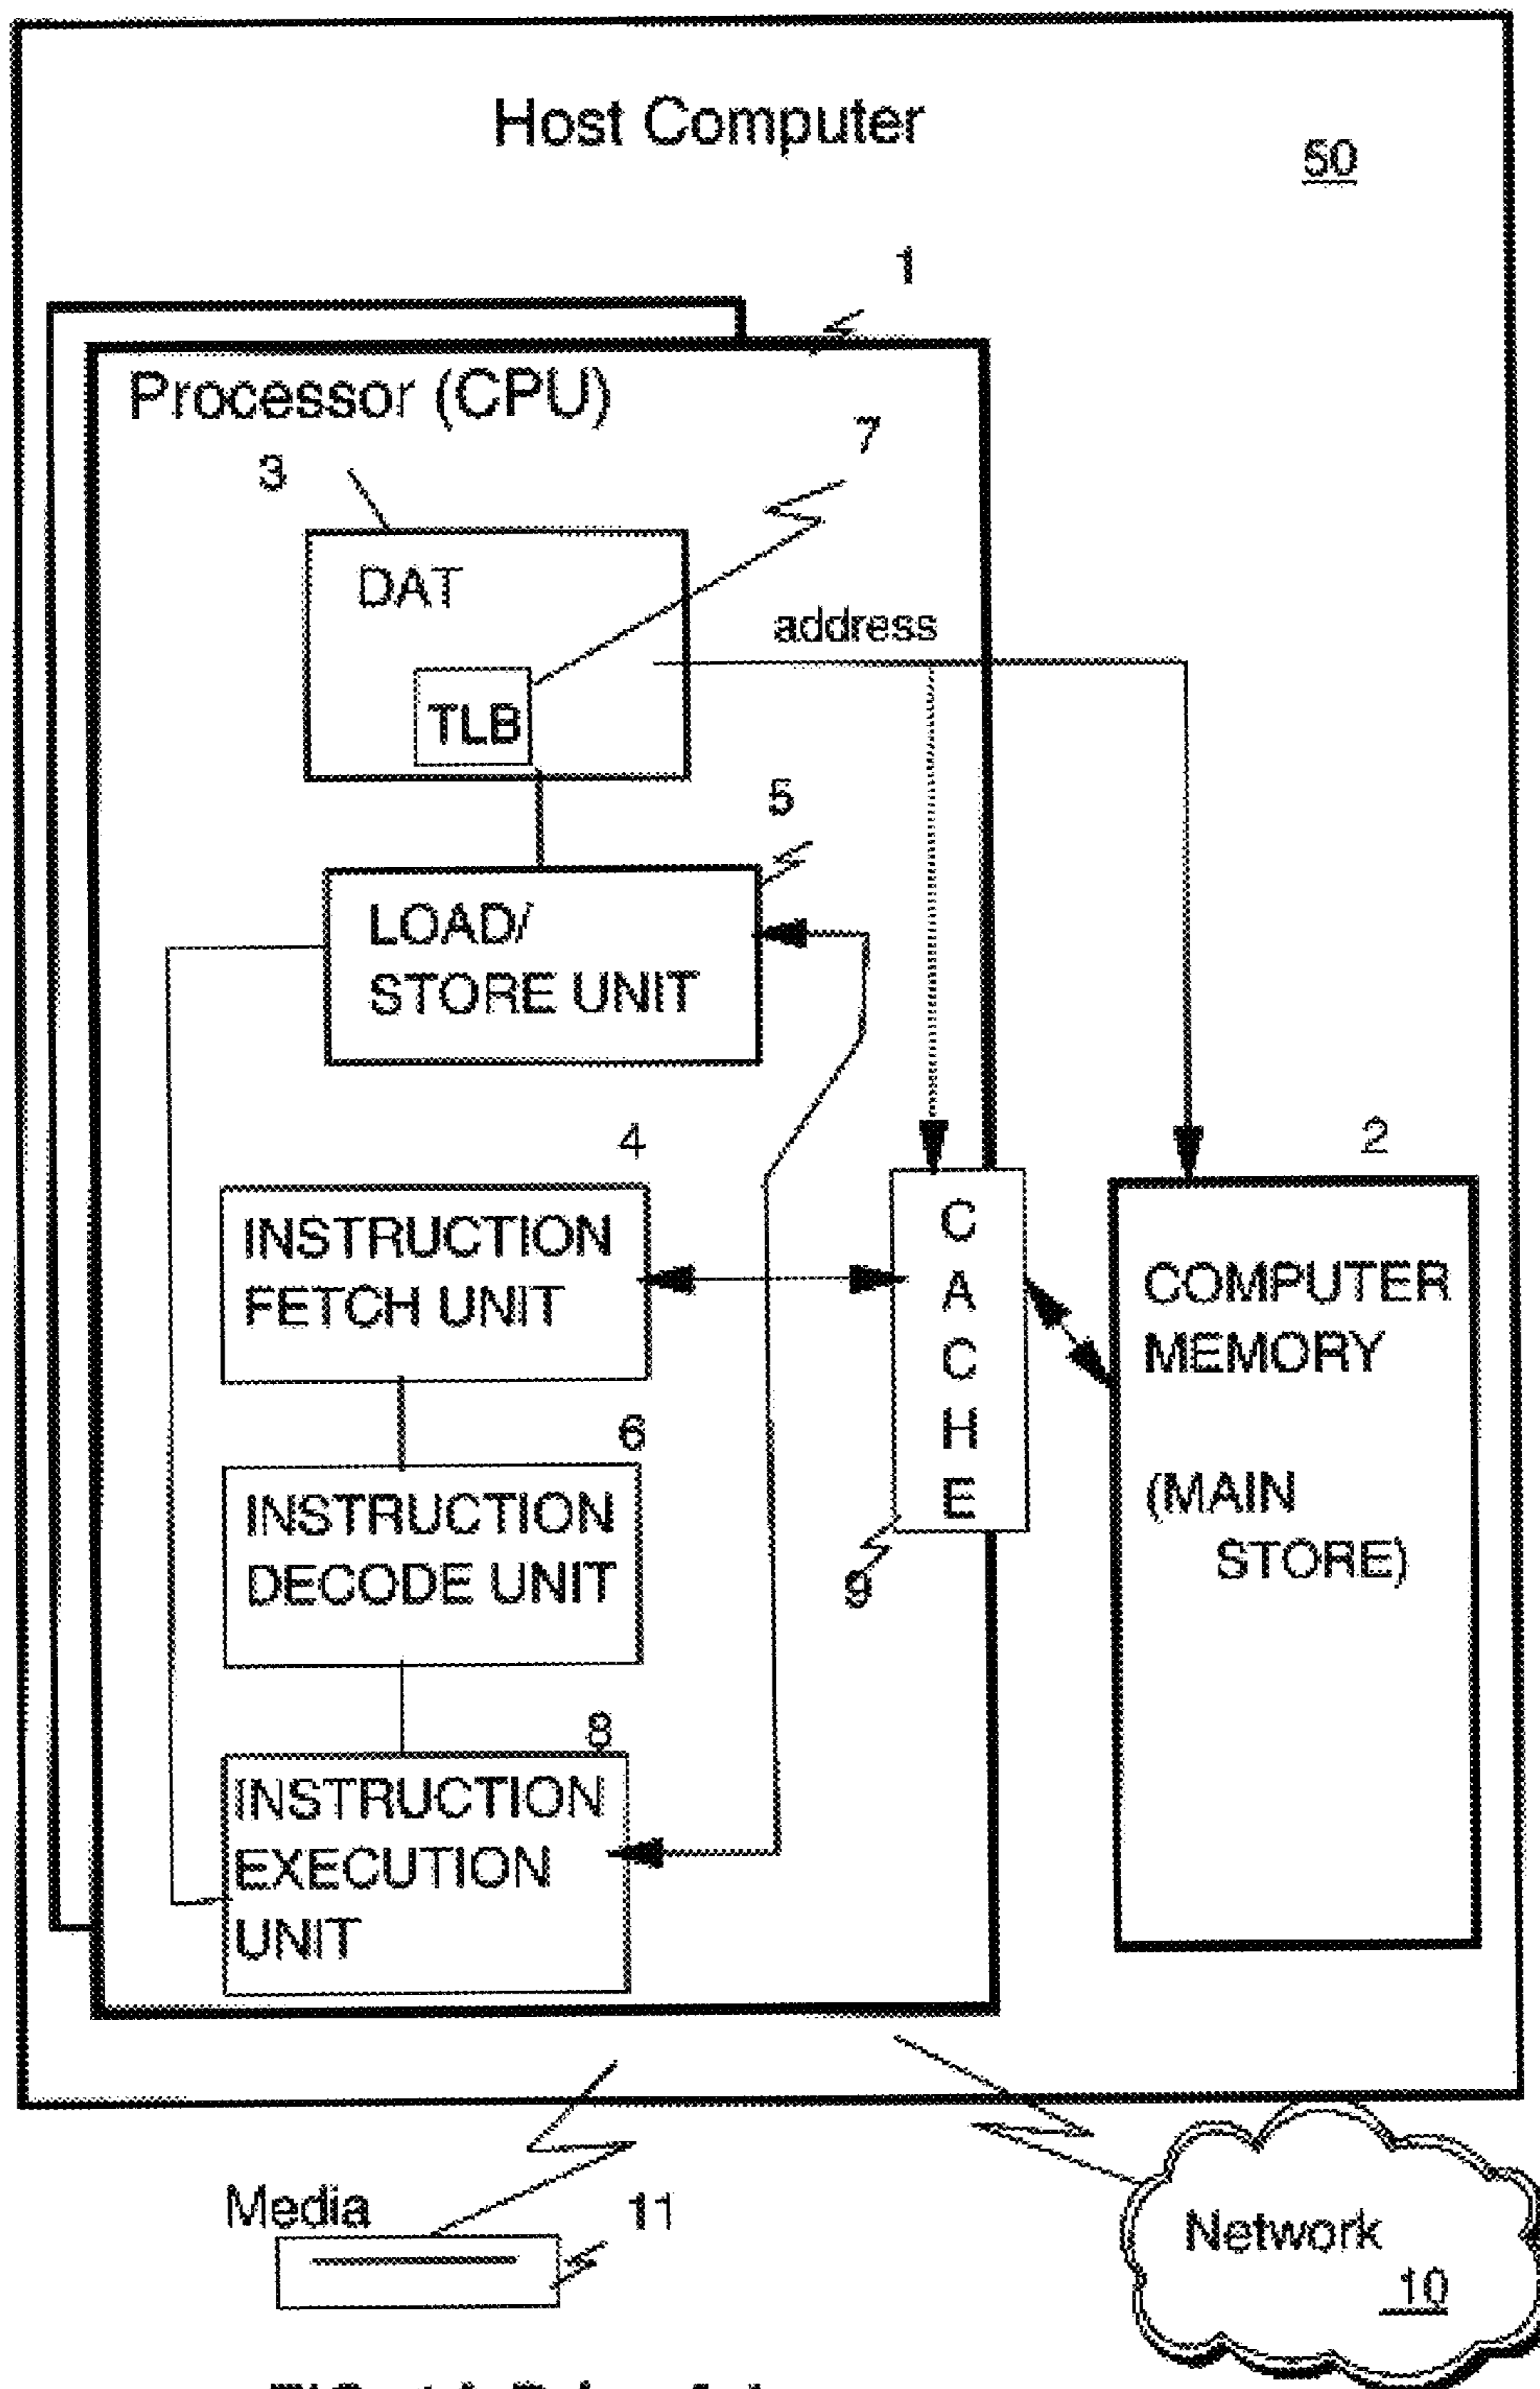 Host Computer
50
1
Processor (CPU)
7
3
DAT
address
TLB
5
LOAD/
STORE UNIT
4
2
INSTRUCTION
FETCH UNIT
C
A
C
H
E
COMPUTER
MEMORY
(MAIN
STORE)
6
INSTRUCTION
DECODE UNIT
9
8
INSTRUCTION
EXECUTION
UNIT
Media
11
Network
10